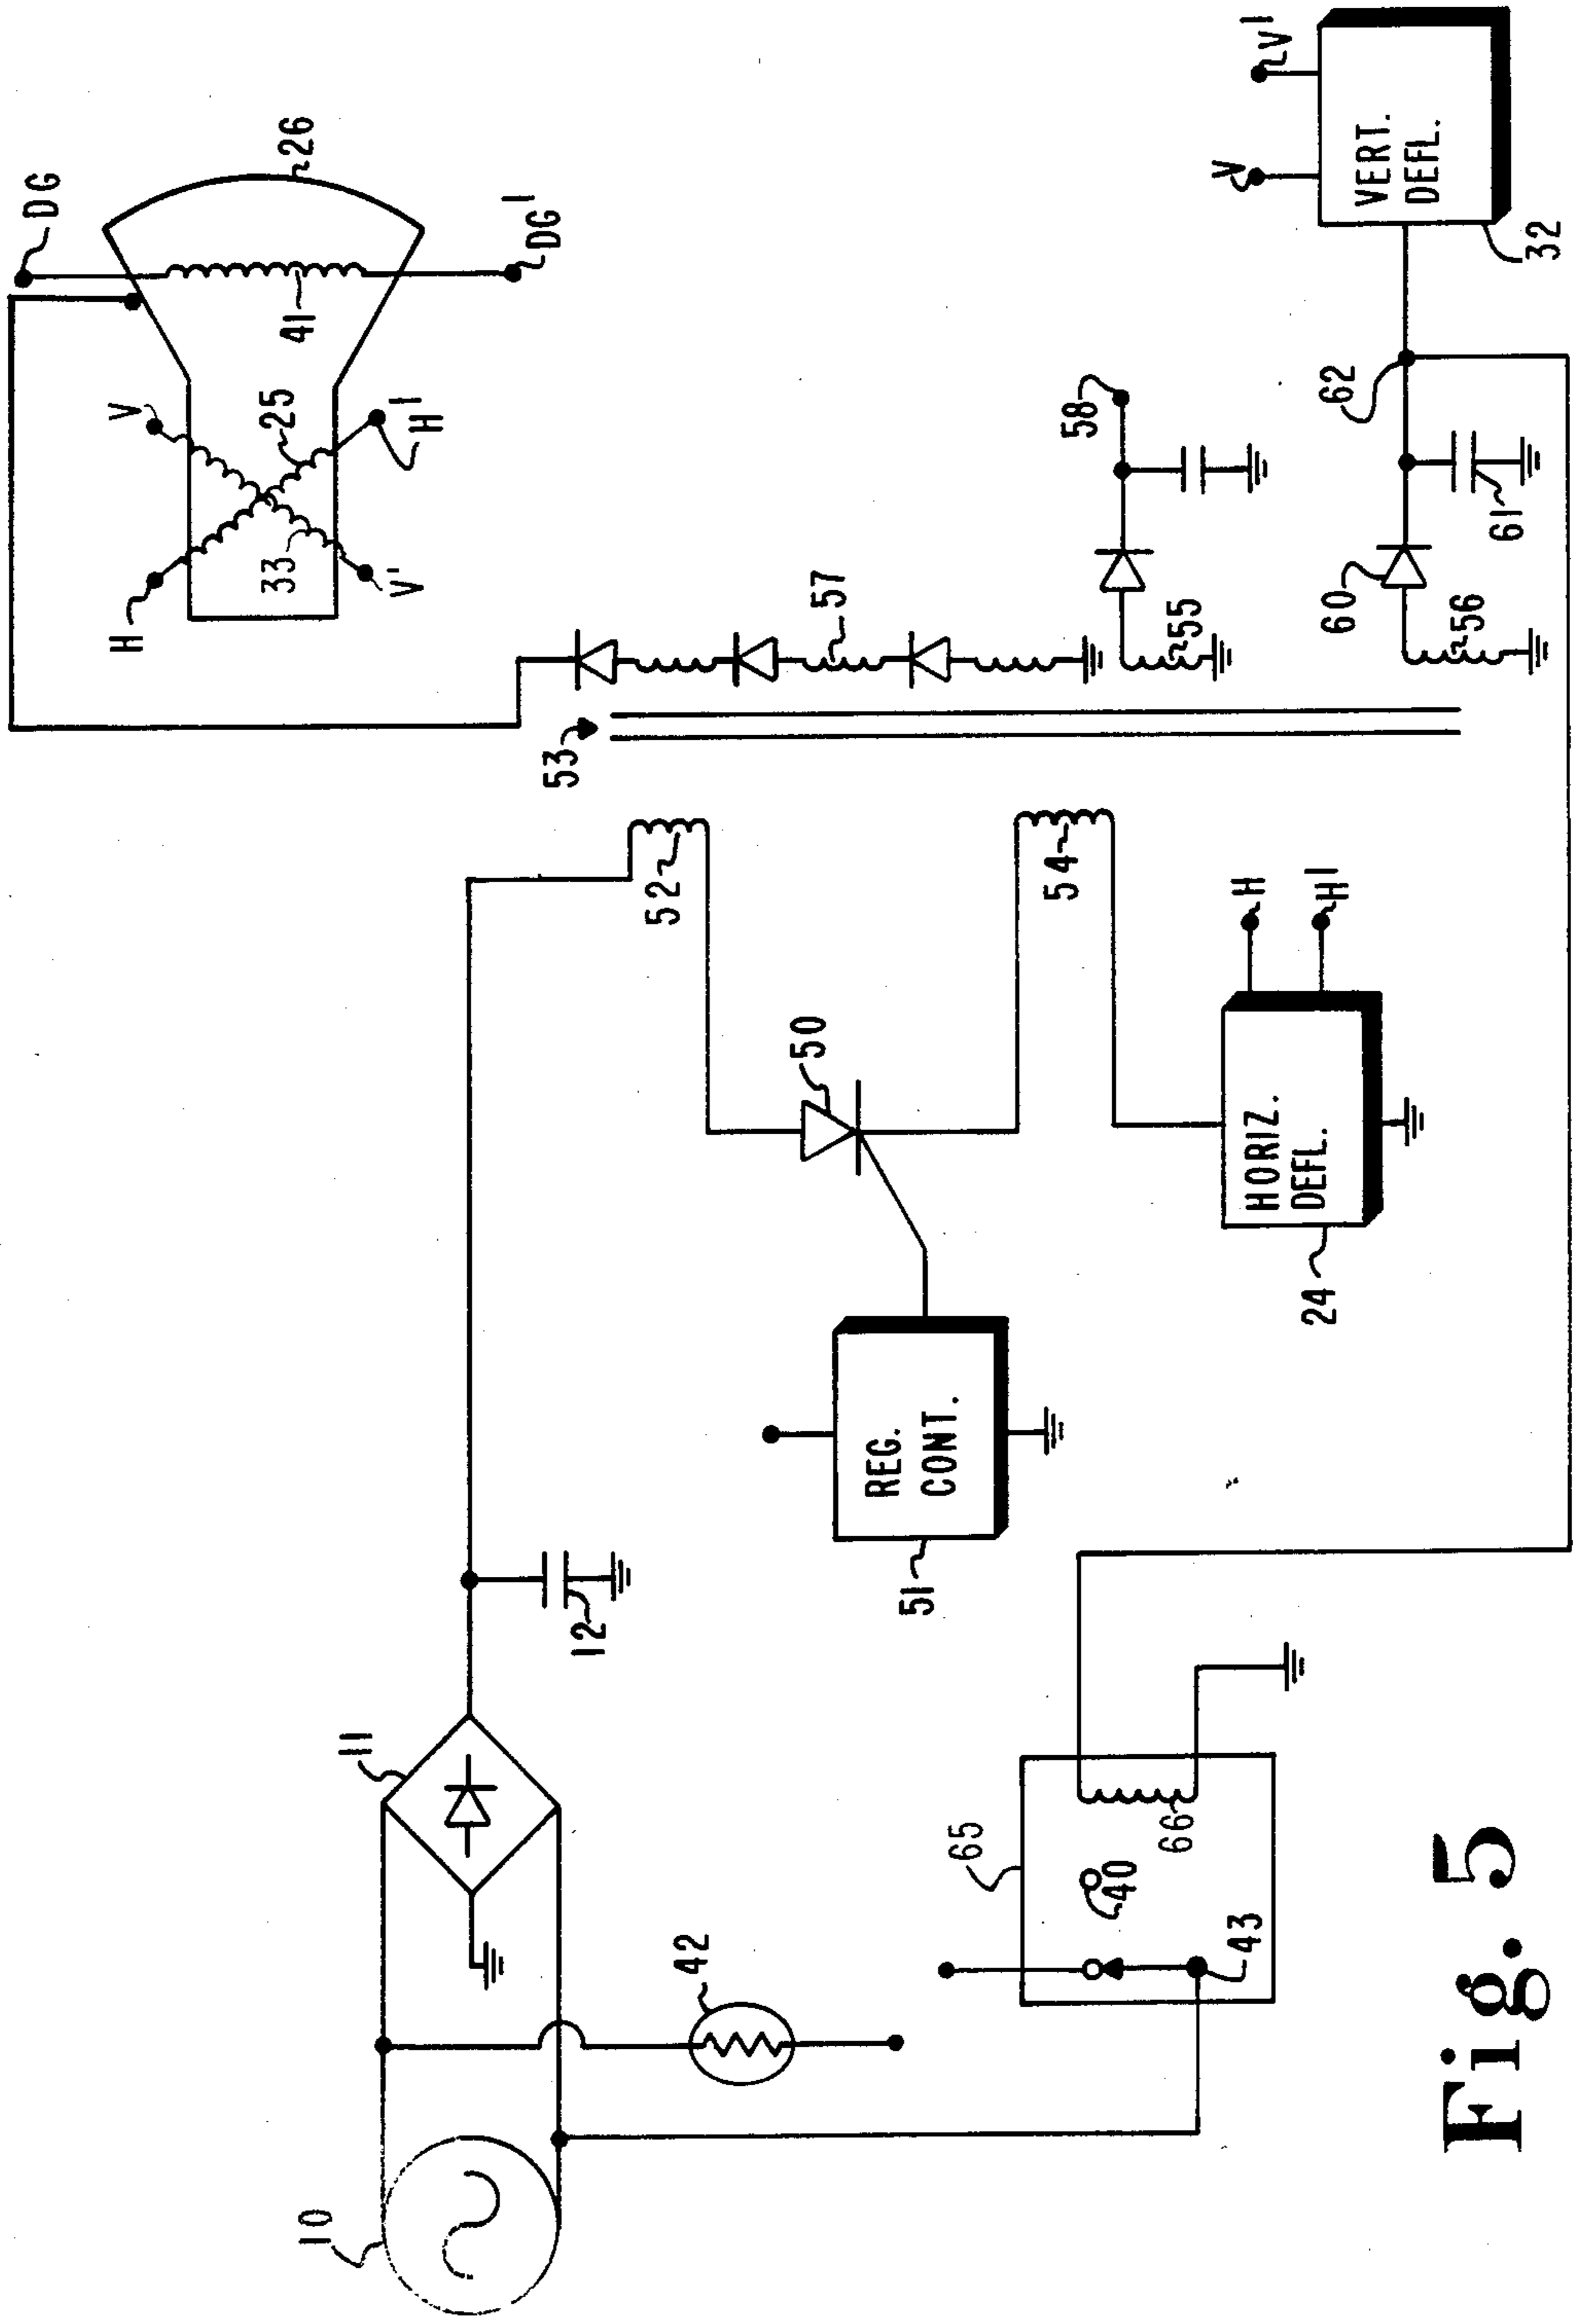 DG
26
DG'
41
V
25
H'
H
33
V'
53
57
58
55
V
V'
VERT.
DEFL.
32
62
60
61
56
52
54
50
H
H'
HORIZ.
DEFL.
24
REG.
CONT.
51
11
12
10
42
65
66
40
43
Fig. 5